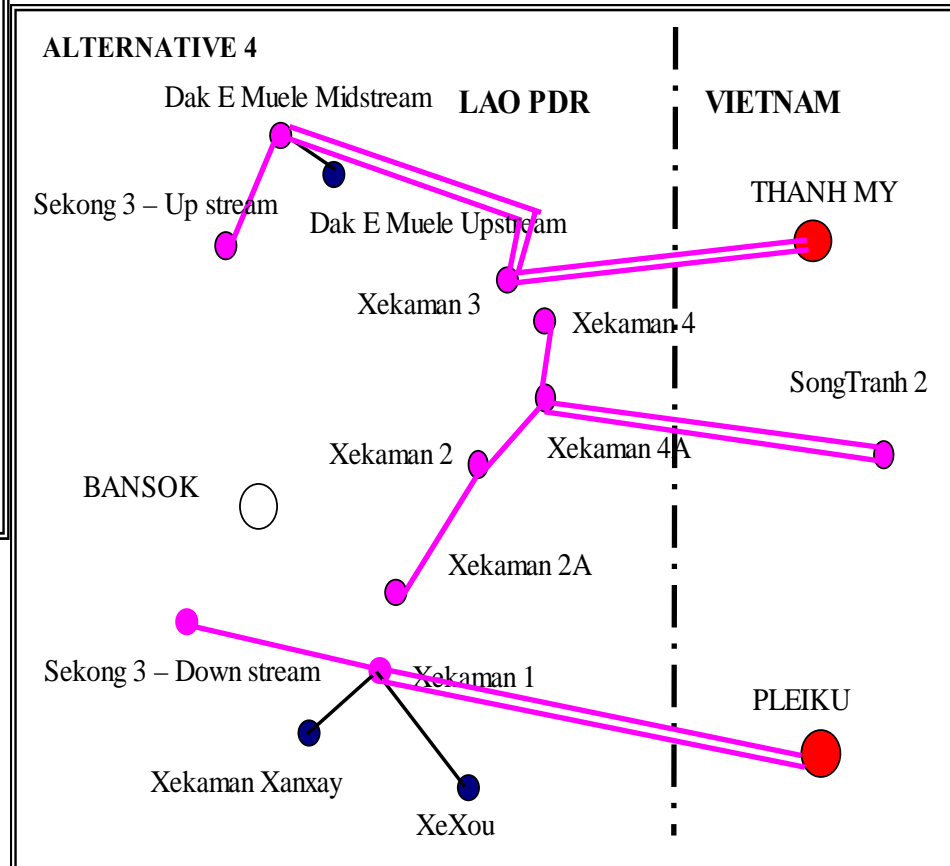 ALTERNATIVE 4
Dak E Muele Midstream
LAO PDR
VIETNAM
THANH MY
Sekong 3 – Up stream
Dak E Muele Upstream
Xekaman 3
Xekaman 4
SongTranh 2
Xekaman 2
Xekaman 4A
BANSOK
Xekaman 2A
Sekong 3 – Down stream
Xekaman 1
PLEIKU
Xekaman Xanxay
XeXou